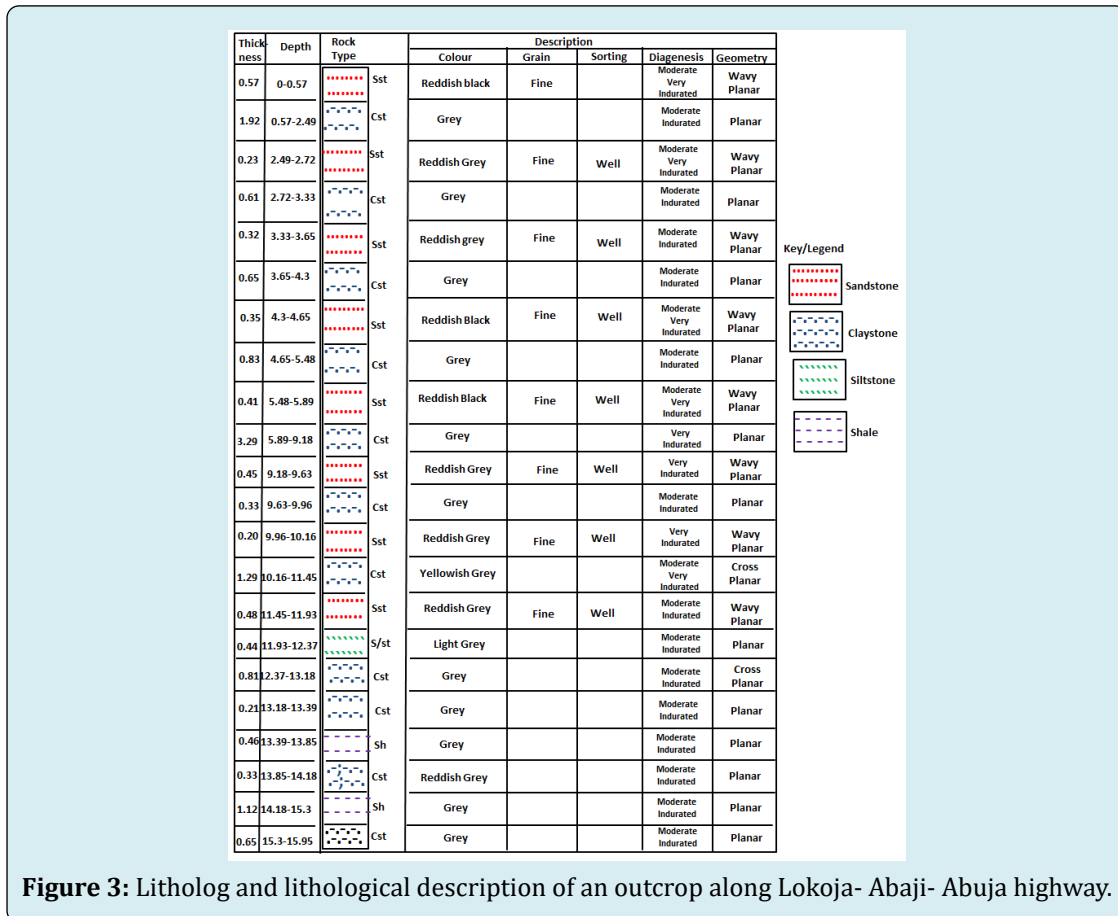 Thick- ness Depth Rock Type Description
Colour Grain Sorting Diagenesis Geometry
0.57 0-0.57 Sst Reddish black Fine Moderate Very Indurated Wavy Planar
1.92 0.57-2.49 Cst Grey Moderate Indurated Planar
0.23 2.49-2.72 Sst Reddish Grey Fine Well Moderate Very Indurated Wavy Planar
0.61 2.72-3.33 Cst Grey Moderate Indurated Planar
0.32 3.33-3.65 Sst Reddish grey Fine Well Moderate Indurated Wavy Planar
0.65 3.65-4.3 Cst Grey Moderate Indurated Planar
0.35 4.3-4.65 Sst Reddish Black Fine Well Moderate Very Indurated Wavy Planar
0.83 4.65-5.48 Cst Grey Moderate Indurated Planar
0.41 5.48-5.89 Sst Reddish Black Fine Well Moderate Very Indurated Wavy Planar
3.29 5.89-9.18 Cst Grey Very Indurated Planar
0.45 9.18-9.63 Sst Reddish Grey Fine Well Very Indurated Wavy Planar
0.33 9.63-9.96 Cst Grey Moderate Indurated Planar
0.20 9.96-10.16 Sst Reddish Grey Fine Well Very Indurated Wavy Planar
1.29 10.16-11.45 Cst Yellowish Grey Moderate Very Indurated Cross Planar
0.48 11.45-11.93 Sst Reddish Grey Fine Well Moderate Indurated Wavy Planar
0.44 11.93-12.37 S/st Light Grey Moderate Indurated Planar
0.81 12.37-13.18 Cst Grey Moderate Indurated Cross Planar
0.21 13.18-13.39 Cst Grey Moderate Indurated Planar
0.46 13.39-13.85 Sh Grey Moderate Indurated Planar
0.33 13.85-14.18 Cst Reddish Grey Moderate Indurated Planar
1.12 14.18-15.3 Sh Grey Moderate Indurated Planar
0.65 15.3-15.95 Cst Grey Moderate Indurated Planar
Key/Legend
Sandstone
Claystone
Siltstone
Shale
Figure 3: Litholog and lithological description of an outcrop along Lokoja- Abaji- Abuja highway.